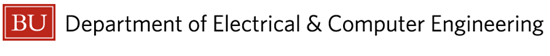 BU Department of Electrical & Computer Engineering